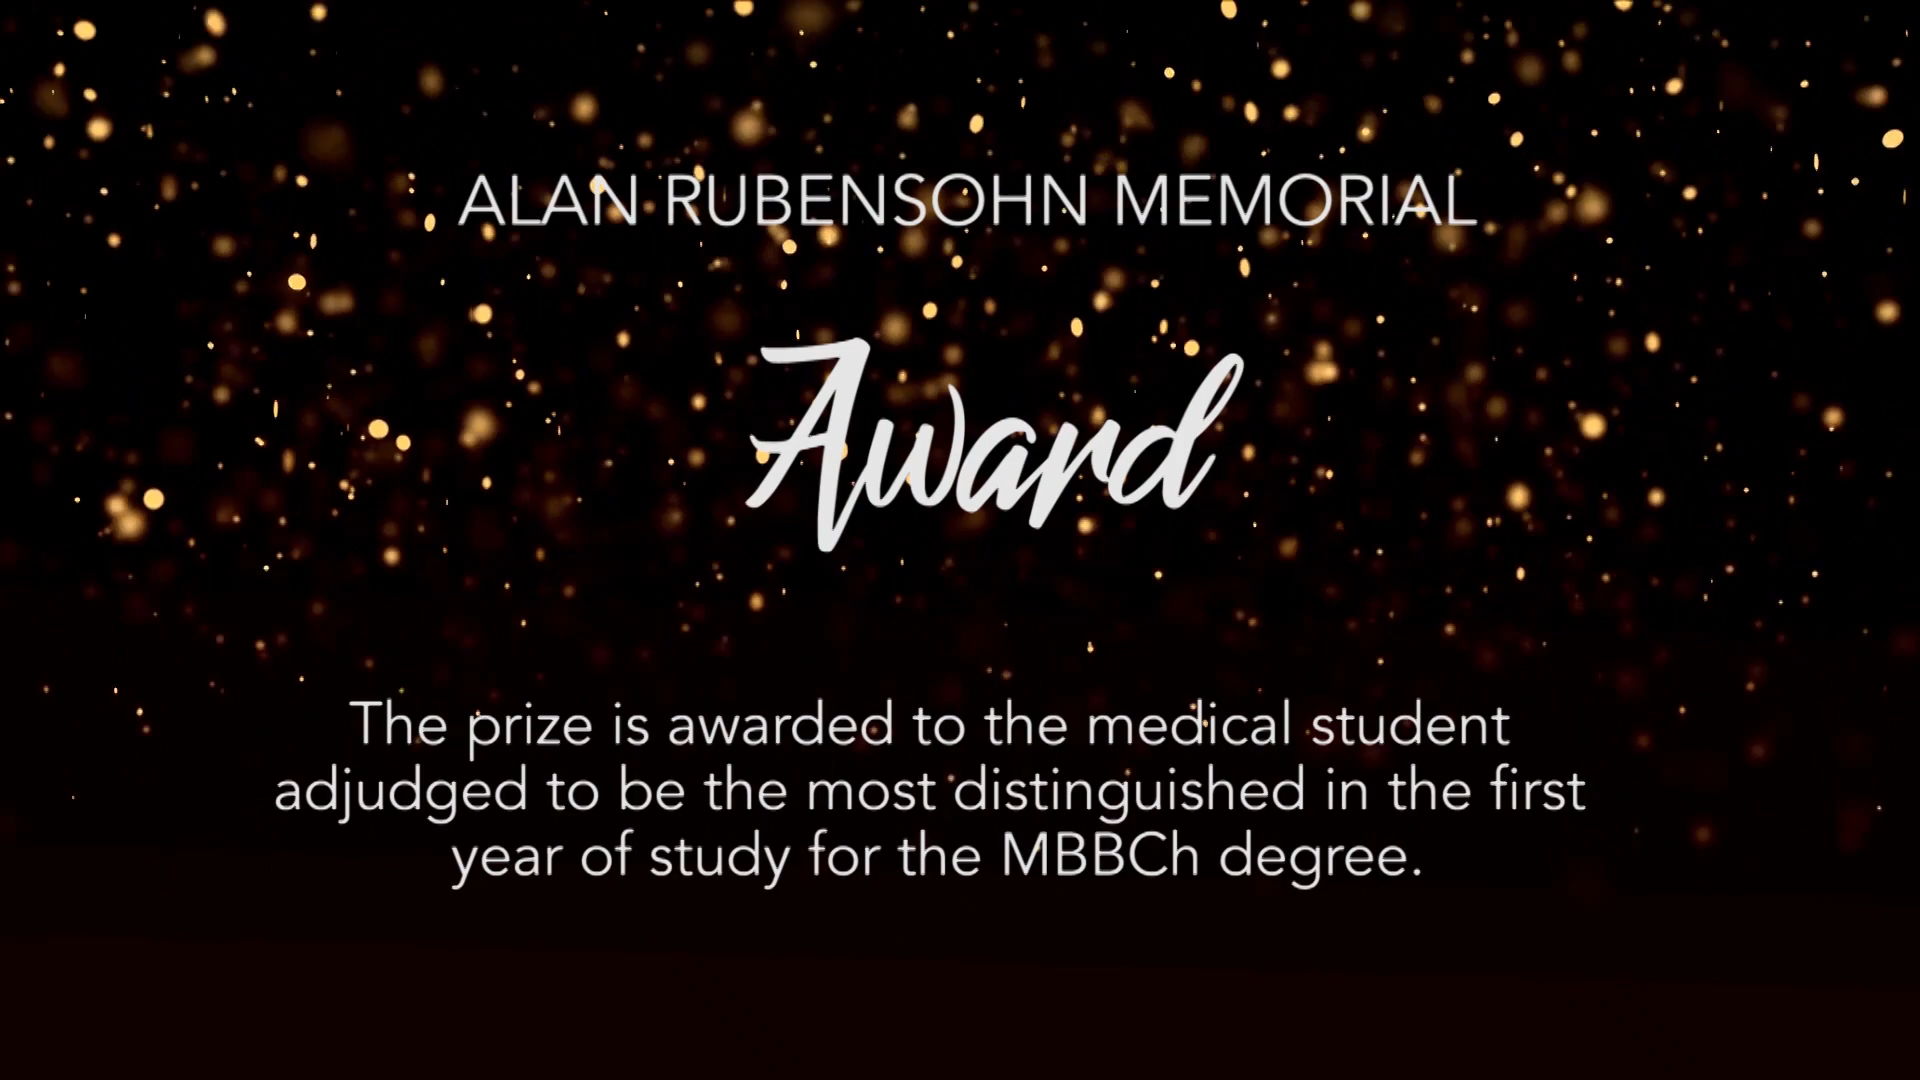 ALAN RUBENSOHN MEMORIAL
Award
The prize is awarded to the medical student
adjudged to be the most distinguished in the first
year of study for the MBBCh degree.